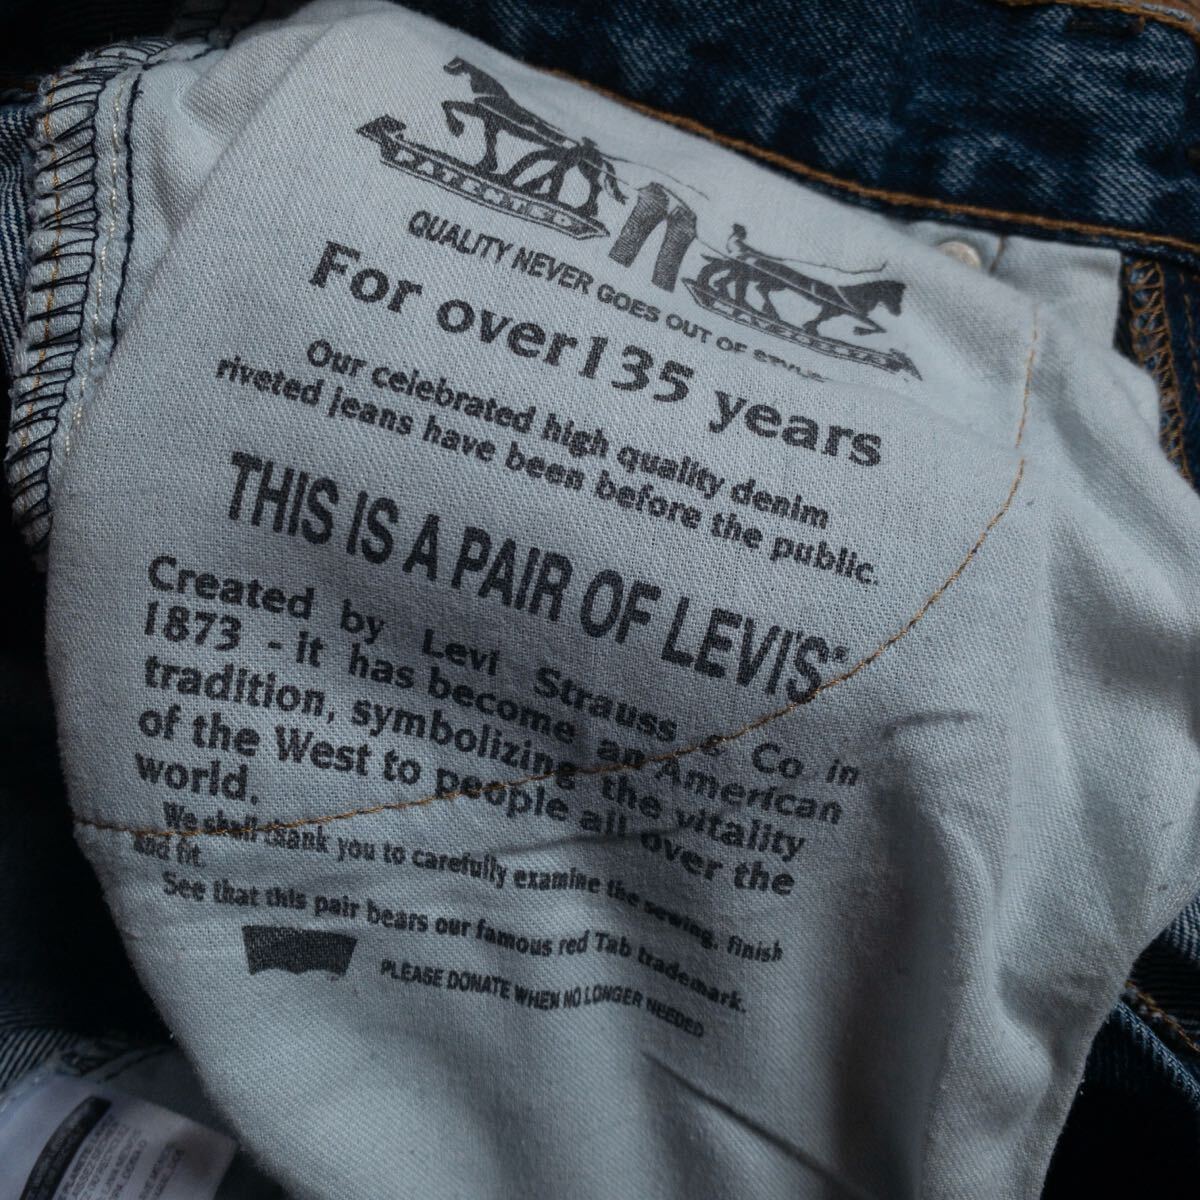 PATENTED
QUALITY NEVER GOES OUT OF STYLE
For over 135 years
Our celebrated high quality denim
riveted jeans have been before the public.
THIS IS A PAIR OF LEVI'S
Created by Levi Strauss & Co in
1873 - it has become an American
tradition, symbolizing the vitality
of the West to people all over the
world.
We shall thank you to carefully examine the sewing, finish
and fit.
See that this pair bears our famous red Tab trademark.
PLEASE DONATE WHEN NO LONGER NEEDED